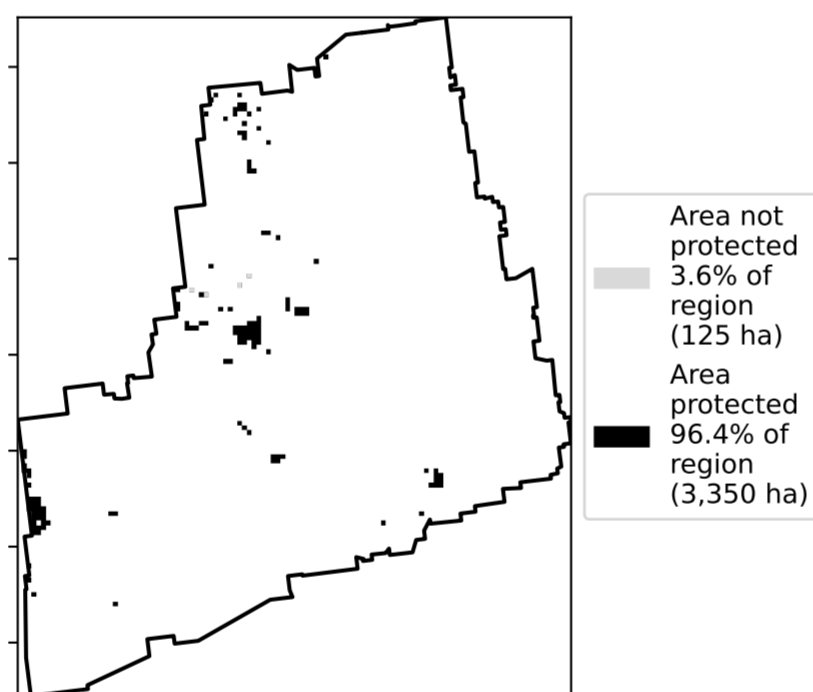 Area not
protected
3.6% of
region
(125 ha)
Area
protected
96.4% of
region
(3,350 ha)